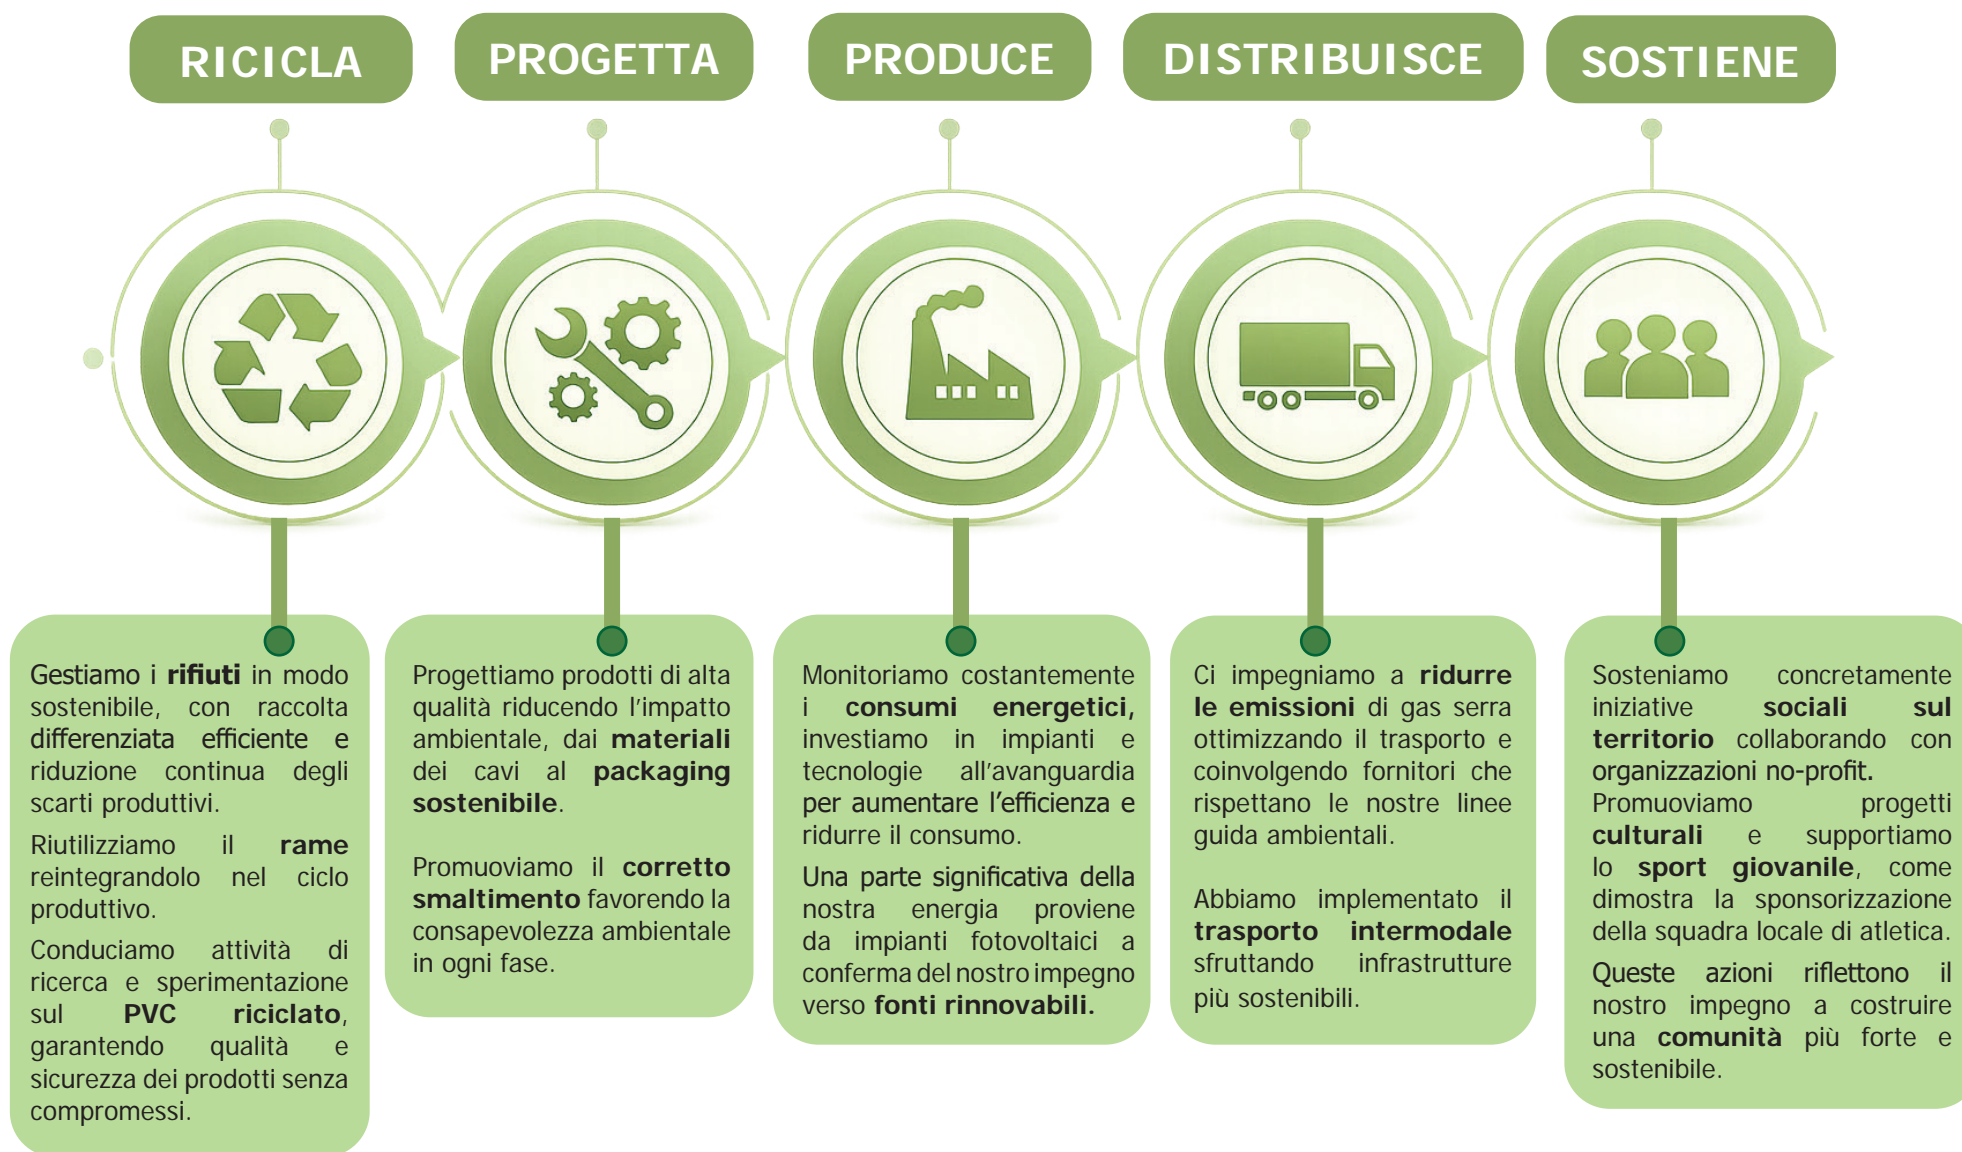 RICICLA
PROGETTA
PRODUCE
DISTRIBUISCE
SOSTIENE
Gestiamo i rifiuti in modo
sostenibile, con raccolta
differenziata efficiente e
riduzione continua degli
scarti produttivi.
Riutilizziamo il rame
reintegrandolo nel ciclo
produttivo.
Conduciamo attività di
ricerca e sperimentazione
sul PVC riciclato,
garantendo qualità e
sicurezza dei prodotti senza
compromessi.
Progettiamo prodotti di alta
qualità riducendo l'impatto
ambientale, dai materiali
dei cavi al packaging
sostenibile.
Promuoviamo il corretto
smaltimento favorendo la
consapevolezza ambientale
in ogni fase.
Monitoriamo costantemente
i consumi energetici,
investiamo in impianti e
tecnologie all'avanguardia
per aumentare l'efficienza e
ridurre il consumo.
Una parte significativa della
nostra energia proviene
da impianti fotovoltaici a
conferma del nostro impegno
verso fonti rinnovabili.
Ci impegniamo a ridurre
le emissioni di gas serra
ottimizzando il trasporto e
coinvolgendo fornitori che
rispettano le nostre linee
guida ambientali.
Abbiamo implementato il
trasporto intermodale
sfruttando infrastrutture
più sostenibili.
Sosteniamo concretamente
iniziative sociali sul
territorio collaborando con
organizzazioni no-profit.
Promuoviamo progetti
culturali e supportiamo
lo sport giovanile, come
dimostra la sponsorizzazione
della squadra locale di atletica.
Queste azioni riflettono il
nostro impegno a costruire
una comunità più forte e
sostenibile.